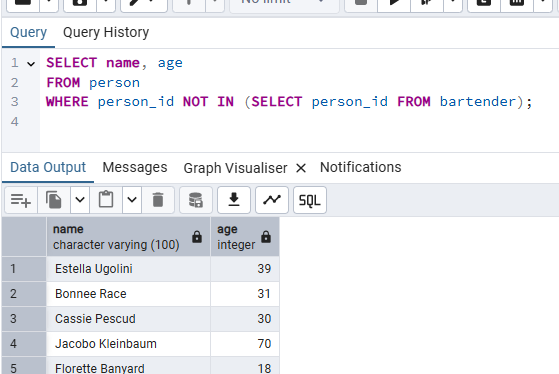 No limit
Query Query History
1 SELECT name, age
2 FROM person
3 WHERE person_id NOT IN (SELECT person_id FROM bartender);
4
Data Output Messages Graph Visualiser × Notifications
SQL
name age
character varying (100) integer
1 Estella Ugolini 39
2 Bonnee Race 31
3 Cassie Pescud 30
4 Jacobo Kleinbaum 70
5 Florette Banyard 18